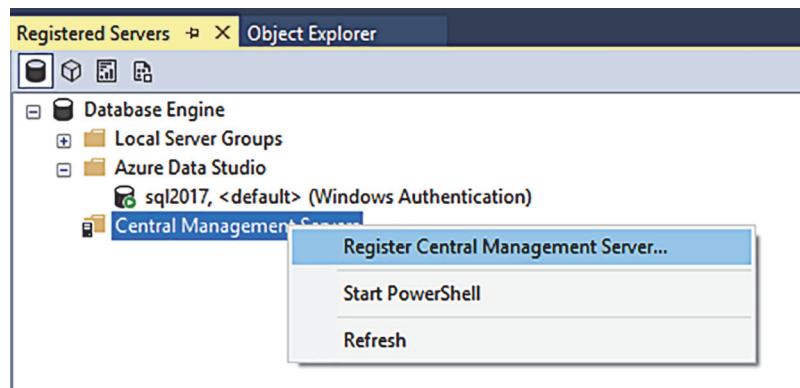 Registered Servers Object Explorer
Database Engine
Local Server Groups
Azure Data Studio
sql2017, <default> (Windows Authentication)
Central Management
Register Central Management Server...
Start PowerShell
Refresh